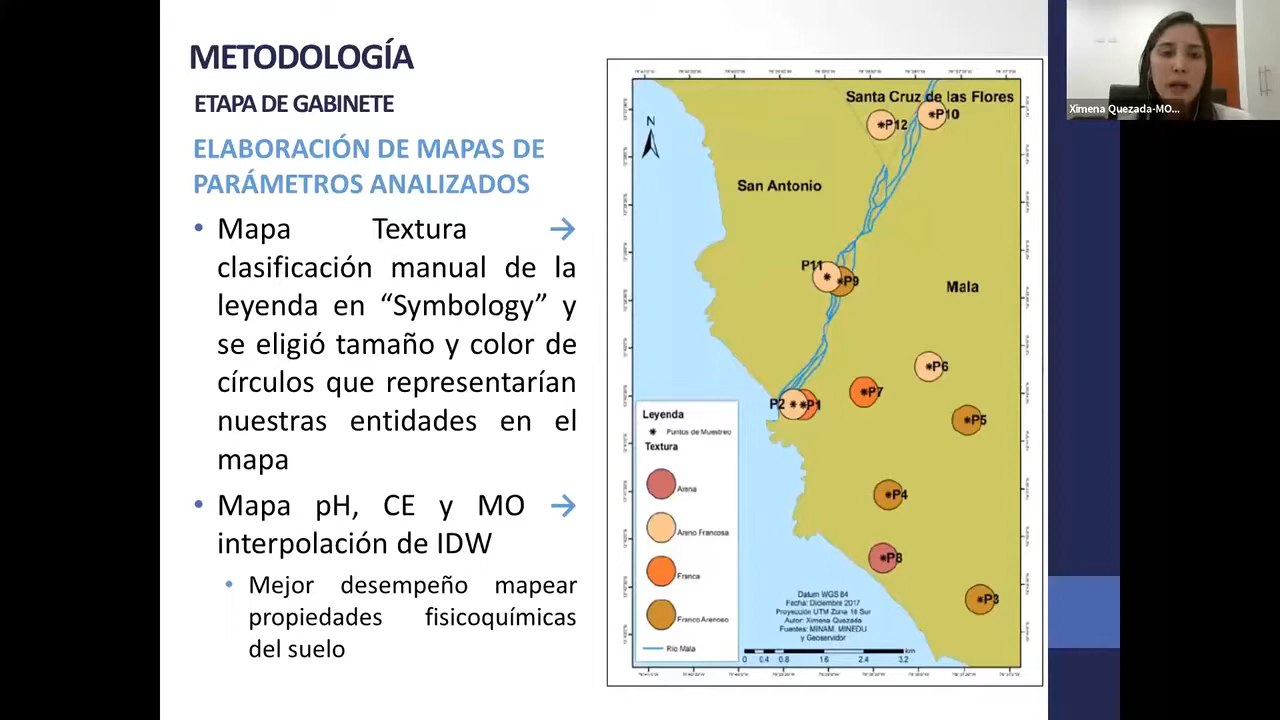 METODOLOGÍA
ETAPA DE GABINETE
ELABORACIÓN DE MAPAS DE
PARÁMETROS ANALIZADOS
• Mapa Textura →
clasificación manual de la
leyenda en “Symbology” y
se eligió tamaño y color de
círculos que representarían
nuestras entidades en el
mapa
• Mapa pH, CE y MO →
interpolación de IDW
• Mejor desempeño mapear
propiedades fisicoquímicas
del suelo
N
Santa Cruz de las Flores
P10
P12
San Antonio
P11
P9
Mala
P6
P7
P2
P1
P5
P4
P8
P3
Leyenda
Puntos de Muestreo
Textura
Arena
Areno Francosa
Franca
Franco Arenoso
Río Mala
Datum WGS 84
Fecha: Diciembre 2017
Proyección UTM Zona 18 Sur
Autor: Ximena Quezada
Fuentes: MINAM, MINEDU
y Geoservidor
km
0 0.4 0.8 1.6 2.4 3.2
Ximena Quezada-MO...